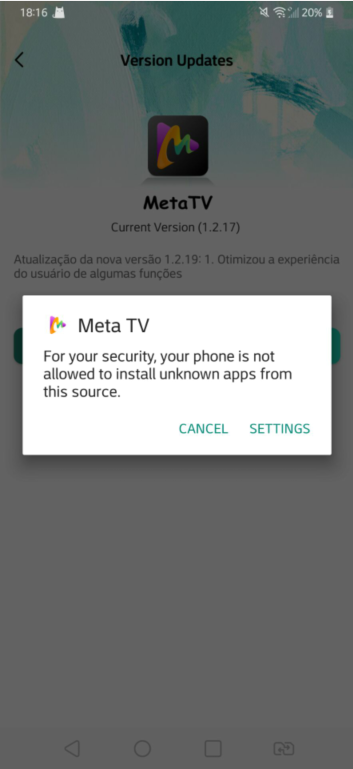 18:16 20%
Version Updates
MetaTV
Current Version (1.2.17)
Atualização da nova versão 1.2.19: 1. Otimizou a experiência
do usuário de algumas funções
Meta TV
For your security, your phone is not
allowed to install unknown apps from
this source.
CANCEL SETTINGS